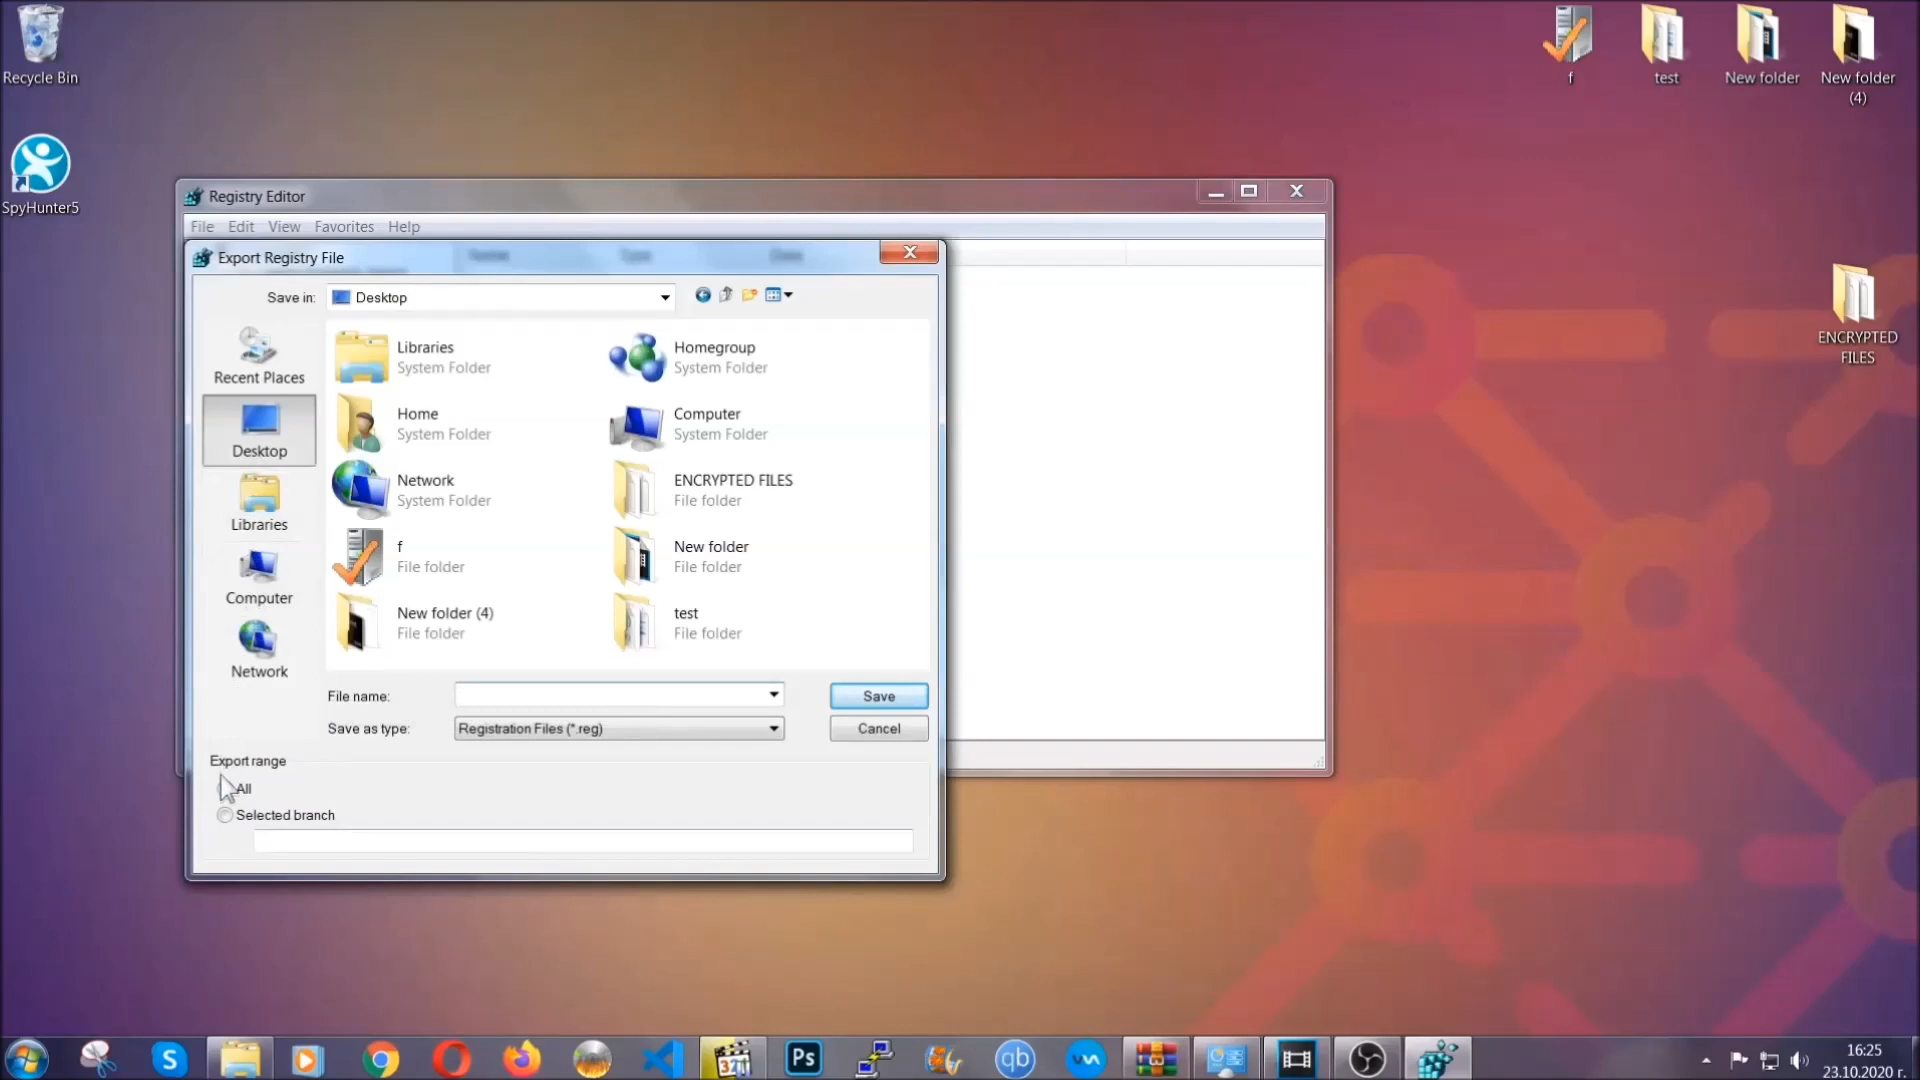 Recycle Bin
SpyHunter5
f
test
New folder
New folder
(4)
ENCRYPTED
FILES
Registry Editor
File Edit View Favorites Help
Export Registry File
Save in:
Desktop
Recent Places
Desktop
Libraries
Computer
Network
Libraries
System Folder
Homegroup
System Folder
Home
System Folder
Computer
System Folder
Network
System Folder
ENCRYPTED FILES
File folder
f
File folder
New folder
File folder
New folder (4)
File folder
test
File folder
File name:
Save
Save as type:
Registration Files (*.reg)
Cancel
Export range
All
Selected branch
S
321
Ps
qb
16:25
23.10.2020 г.